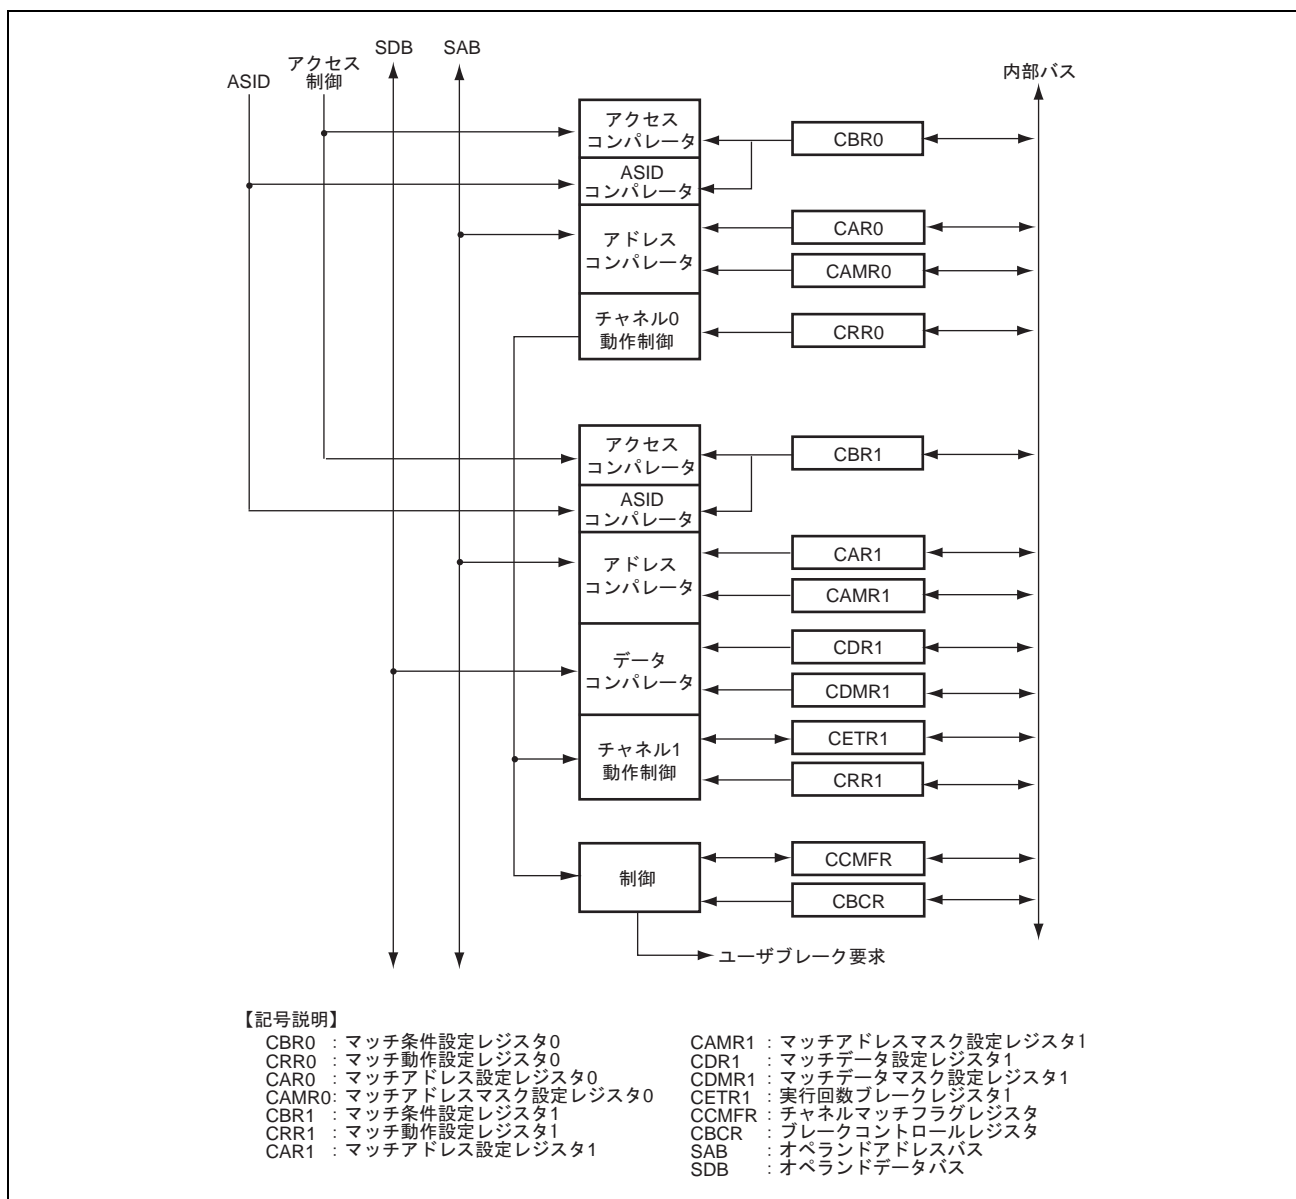 SDB
SAB
アクセス
制御
ASID
内部バス
アクセス
コンパレータ
CBR0
ASID
コンパレータ
アドレス
コンパレータ
CAR0
CAMR0
チャネル0
動作制御
CRR0
アクセス
コンパレータ
CBR1
ASID
コンパレータ
アドレス
コンパレータ
CAR1
CAMR1
データ
コンパレータ
CDR1
CDMR1
チャネル1
動作制御
CETR1
CRR1
制御
CCMFR
CBCR
ユーザブレーク要求
【記号説明】
CBR0 : マッチ条件設定レジスタ0
CRR0 : マッチ動作設定レジスタ0
CAR0 : マッチアドレス設定レジスタ0
CAMR0: マッチアドレスマスク設定レジスタ0
CBR1 : マッチ条件設定レジスタ1
CRR1 : マッチ動作設定レジスタ1
CAR1 : マッチアドレス設定レジスタ1
CAMR1 : マッチアドレスマスク設定レジスタ1
CDR1 : マッチデータ設定レジスタ1
CDMR1 : マッチデータマスク設定レジスタ1
CETR1 : 実行回数ブレークレジスタ1
CCMFR : チャネルマッチフラグレジスタ
CBCR : ブレークコントロールレジスタ
SAB : オペランドアドレスバス
SDB : オペランドデータバス